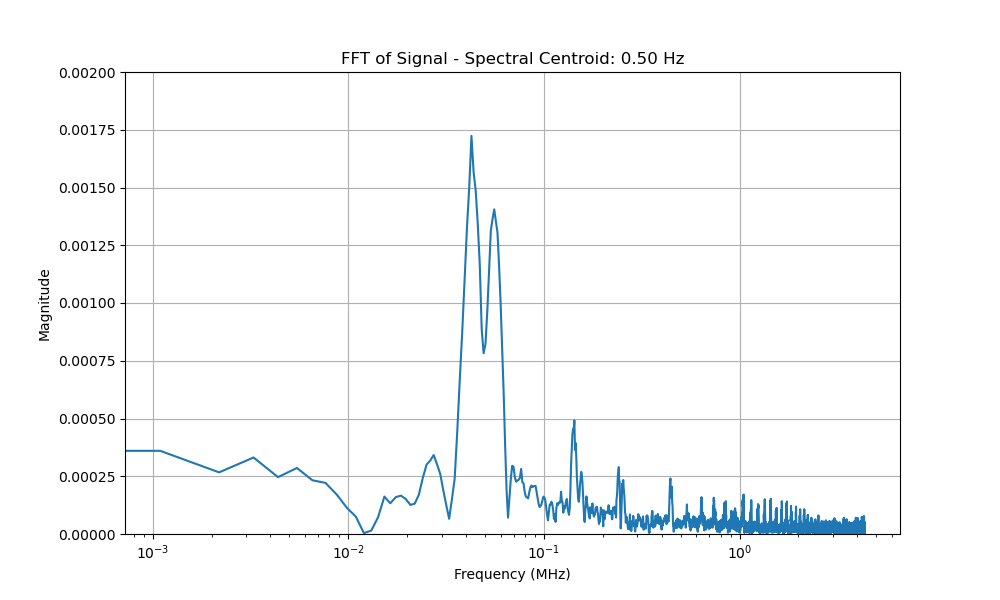 FFT of Signal - Spectral Centroid: 0.50 Hz
0.00200
0.00175
0.00150
0.00125
0.00100
0.00075
0.00050
0.00025
0.00000
Magnitude
10⁻³ 10⁻² 10⁻¹ 10⁰
Frequency (MHz)